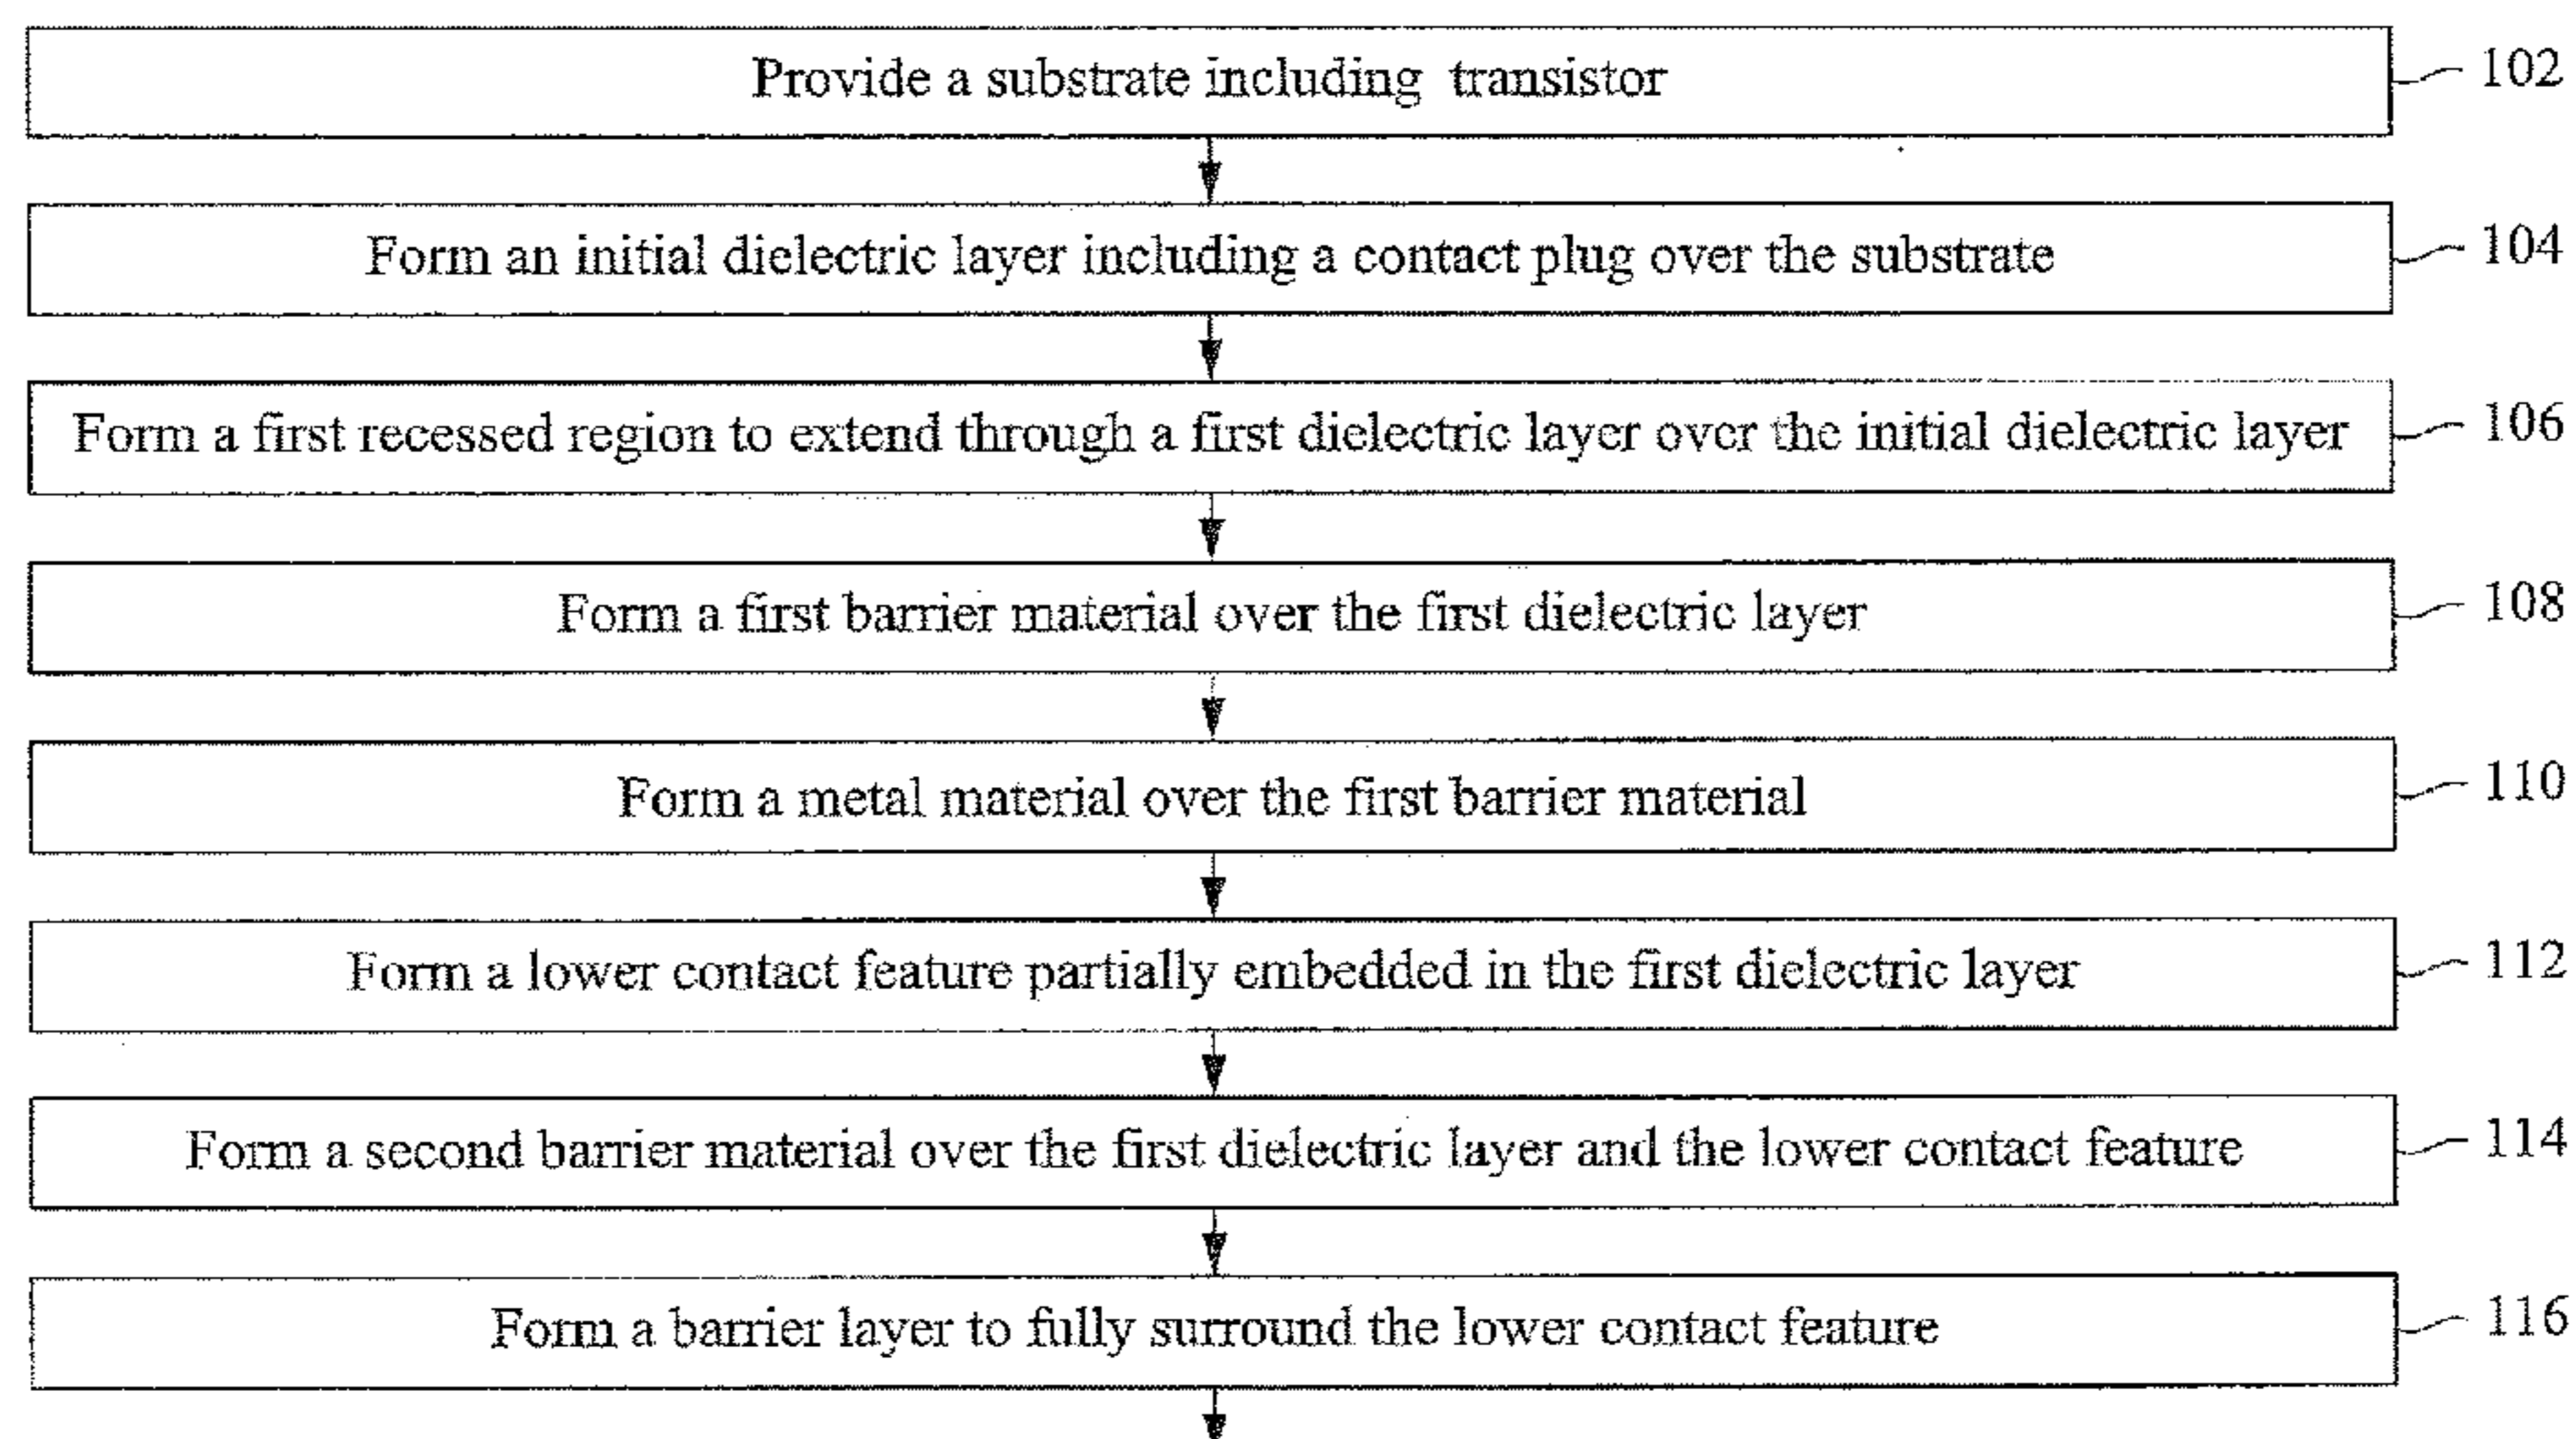 Provide a substrate including transistor 102
Form an initial dielectric layer including a contact plug over the substrate 104
Form a first recessed region to extend through a first dielectric layer over the initial dielectric layer 106
Form a first barrier material over the first dielectric layer 108
Form a metal material over the first barrier material 110
Form a lower contact feature partially embedded in the first dielectric layer 112
Form a second barrier material over the first dielectric layer and the lower contact feature 114
Form a barrier layer to fully surround the lower contact feature 116